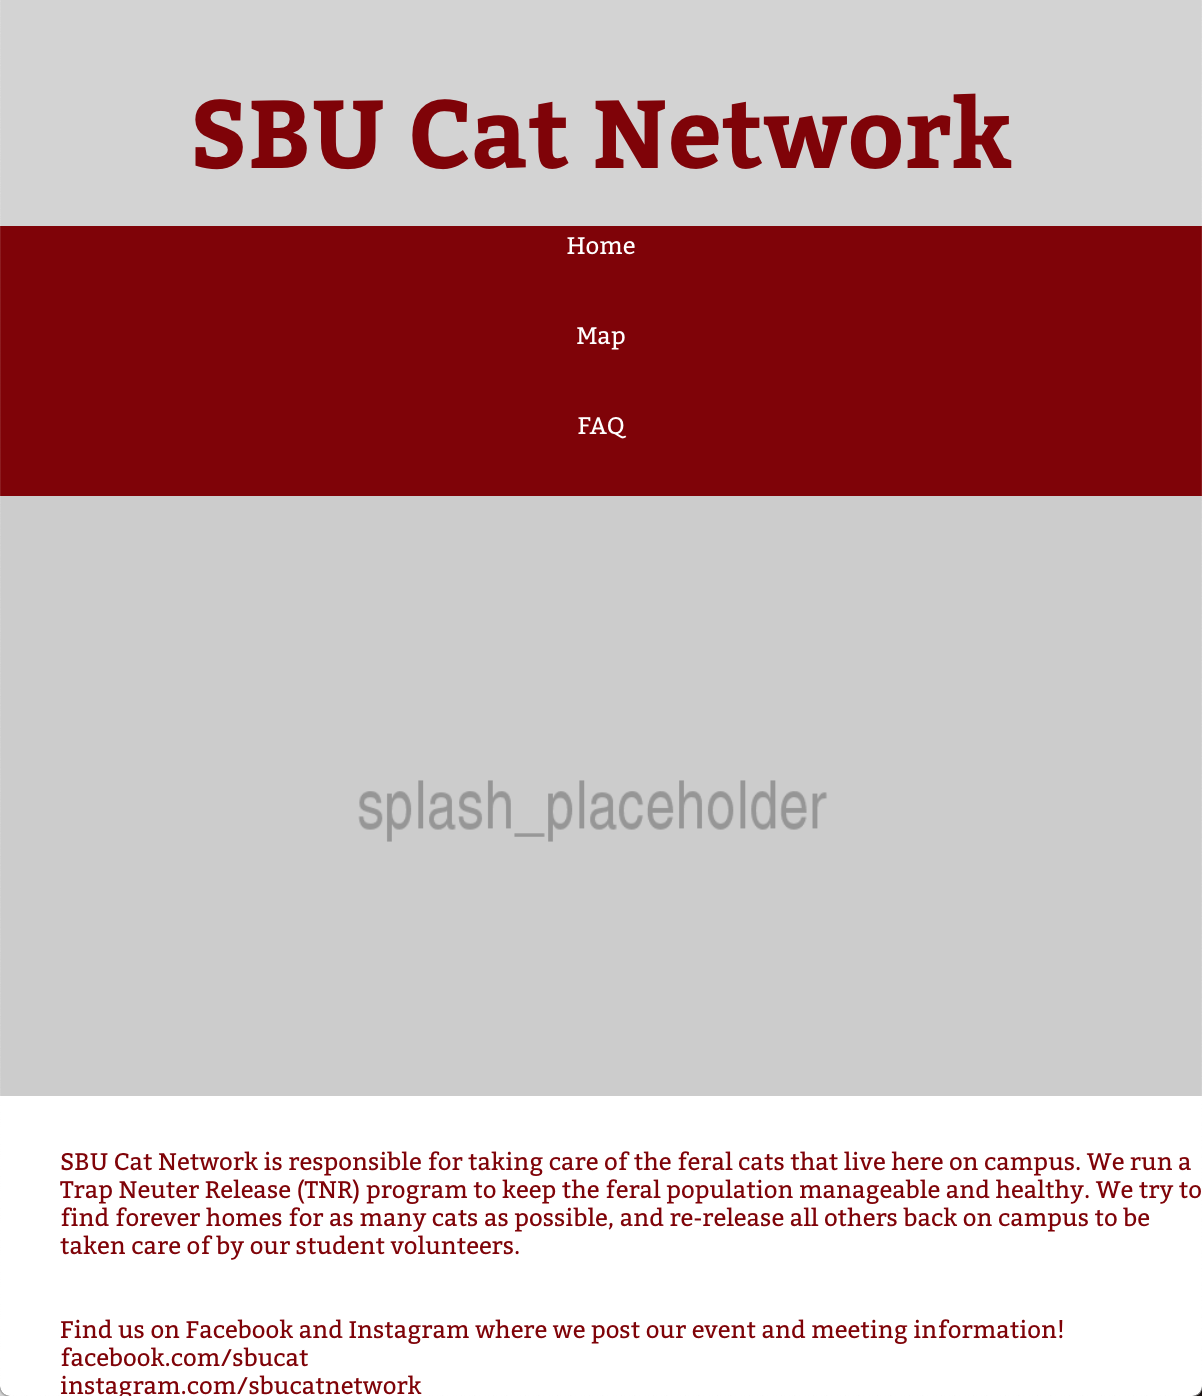 SBU Cat Network
Home
Map
FAQ
splash_placeholder
SBU Cat Network is responsible for taking care of the feral cats that live here on campus. We run a
Trap Neuter Release (TNR) program to keep the feral population manageable and healthy. We try to
find forever homes for as many cats as possible, and re-release all others back on campus to be
taken care of by our student volunteers.
Find us on Facebook and Instagram where we post our event and meeting information!
facebook.com/sbucat
instagram.com/sbucatnetwork